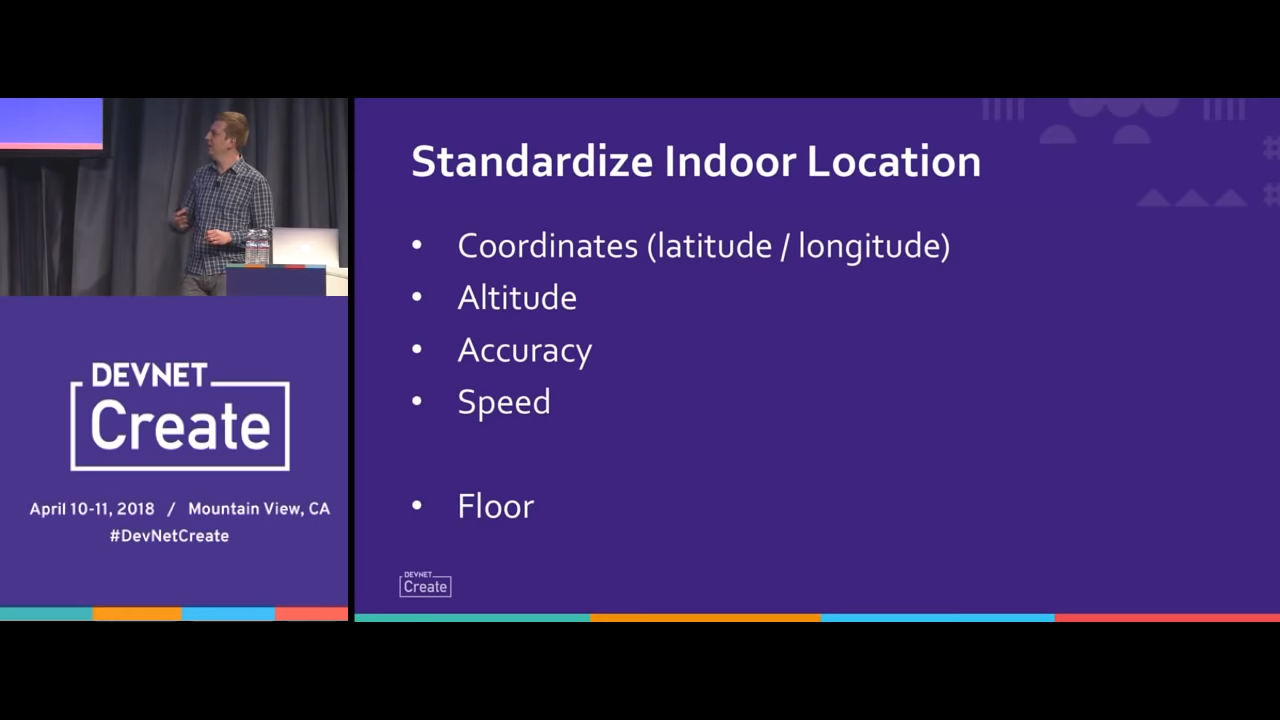 DEVNET
Create
April 10-11, 2018 / Mountain View, CA
#DevNetCreate
Standardize Indoor Location
• Coordinates (latitude / longitude)
• Altitude
• Accuracy
• Speed
• Floor
DEVNET
Create